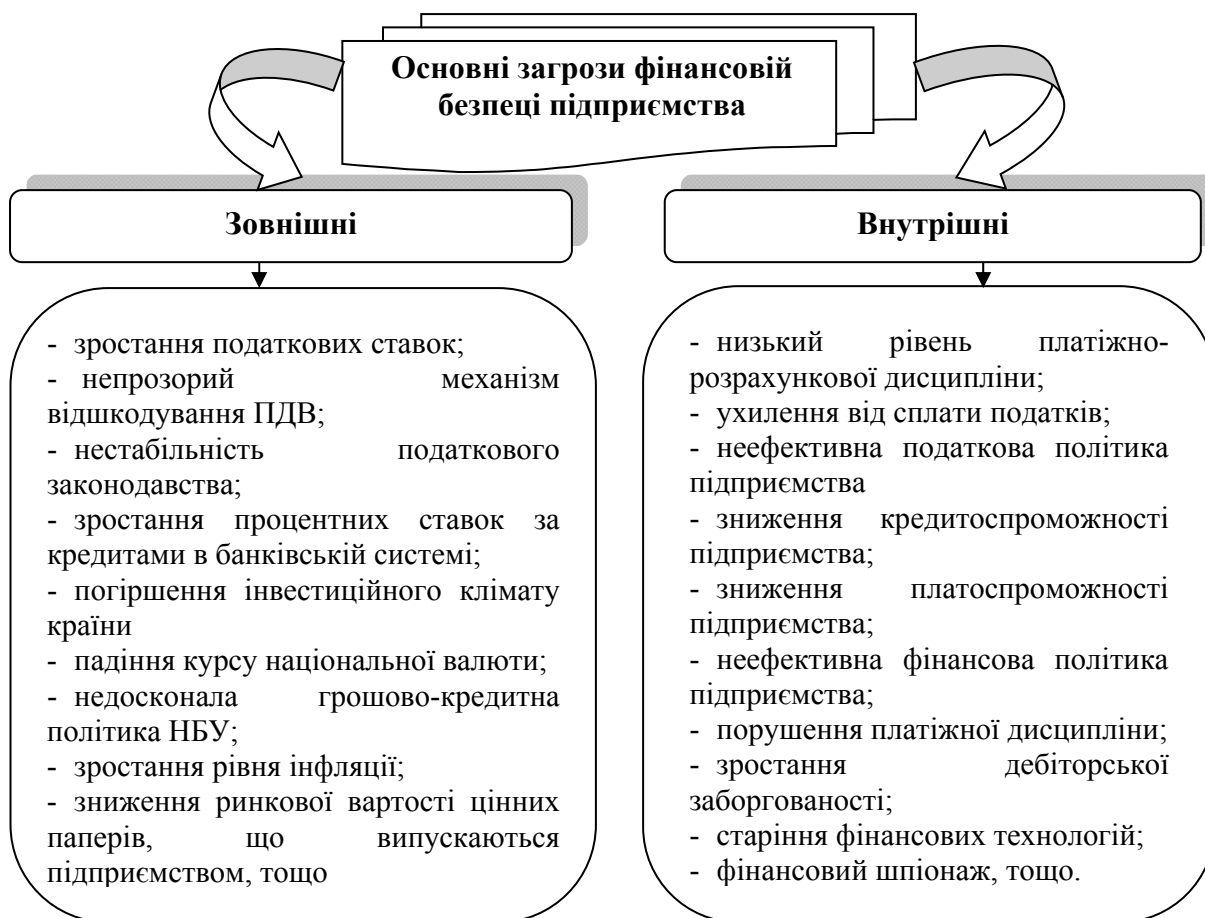 Основні загрози фінансовій
безпеці підприємства
Зовнішні
- зростання податкових ставок;
- непрозорий механізм
відшкодування ПДВ;
- нестабільність податкового
законодавства;
- зростання процентних ставок за
кредитами в банківській системі;
- погіршення інвестиційного клімату
країни
- падіння курсу національної валюти;
- недосконала грошово-кредитна
політика НБУ;
- зростання рівня інфляції;
- зниження ринкової вартості цінних
паперів, що випускаються
підприємством, тощо
Внутрішні
- низький рівень платіжно-
розрахункової дисципліни;
- ухилення від сплати податків;
- неефективна податкова політика
підприємства
- зниження кредитоспроможності
підприємства;
- зниження платоспроможності
підприємства;
- неефективна фінансова політика
підприємства;
- порушення платіжної дисципліни;
- зростання дебіторської
заборгованості;
- старіння фінансових технологій;
- фінансовий шпіонаж, тощо.